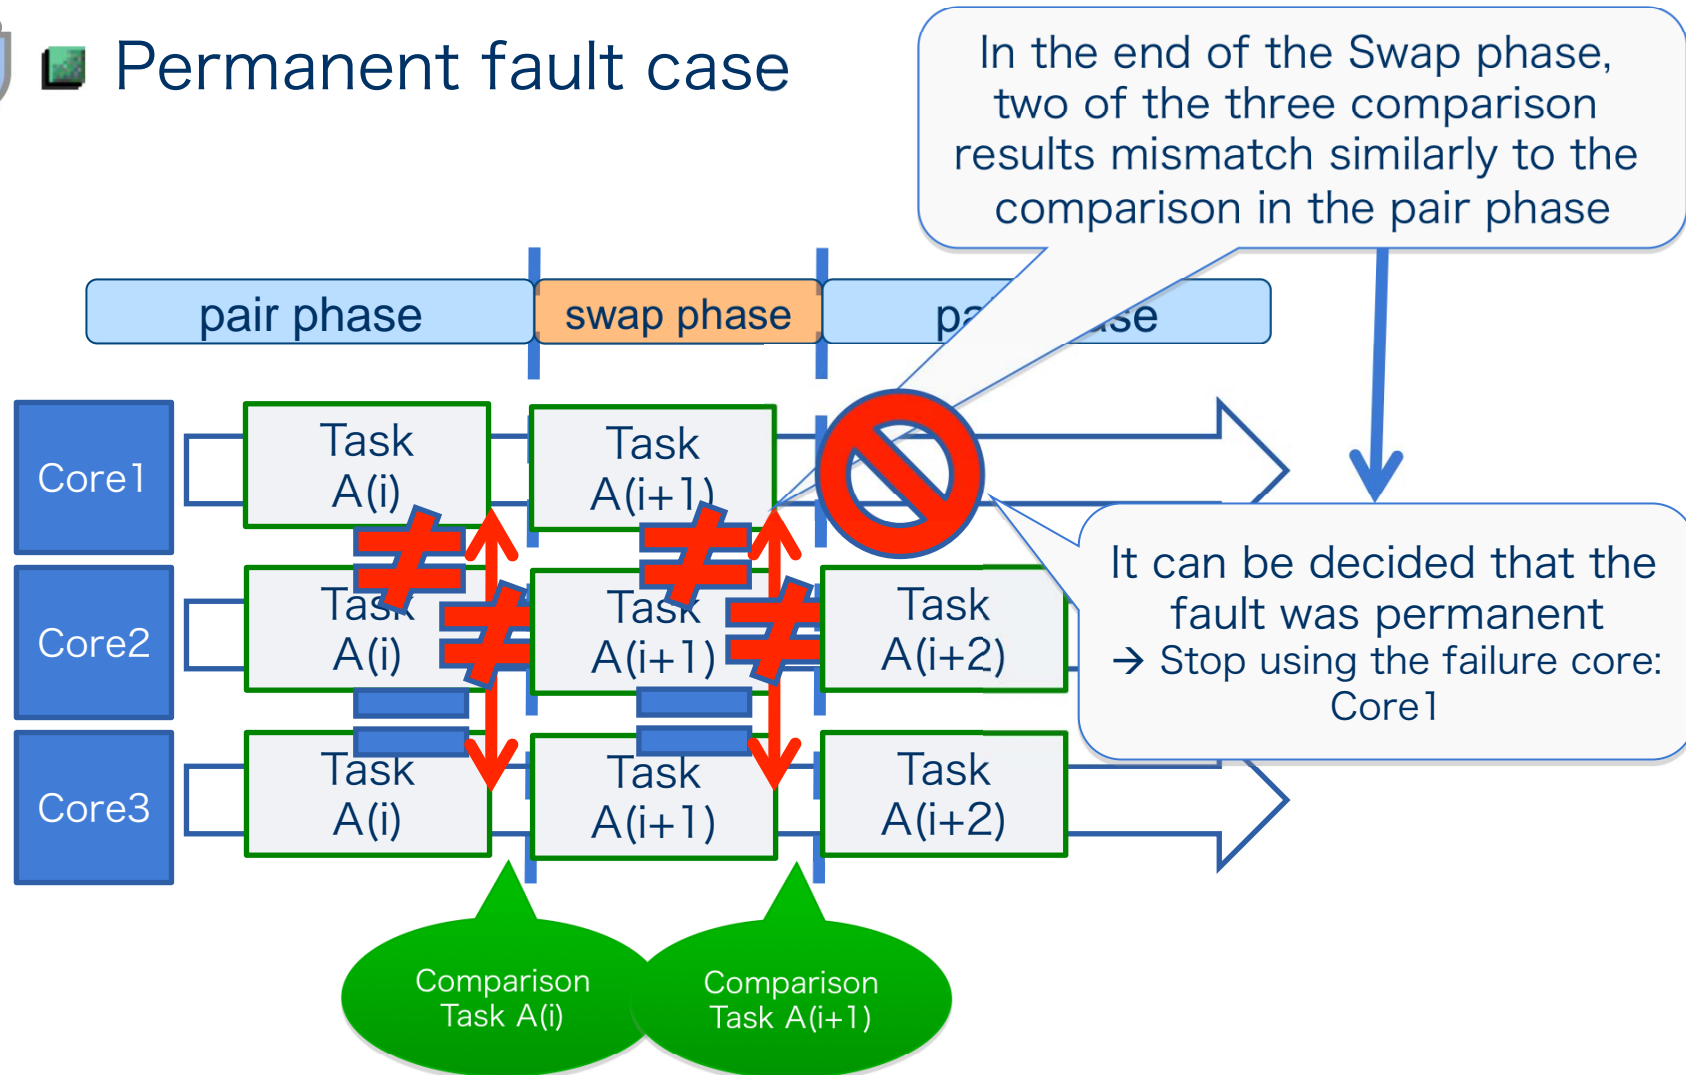 Permanent fault case
In the end of the Swap phase,
two of the three comparison
results mismatch similarly to the
comparison in the pair phase
pair phase
swap phase
Core1
Task
A(i)
Task
A(i+1)
It can be decided that the
fault was permanent
→ Stop using the failure core:
Core1
Core2
Task
A(i)
Task
A(i+1)
Task
A(i+2)
Core3
Task
A(i)
Task
A(i+1)
Task
A(i+2)
Comparison
Task A(i)
Comparison
Task A(i+1)